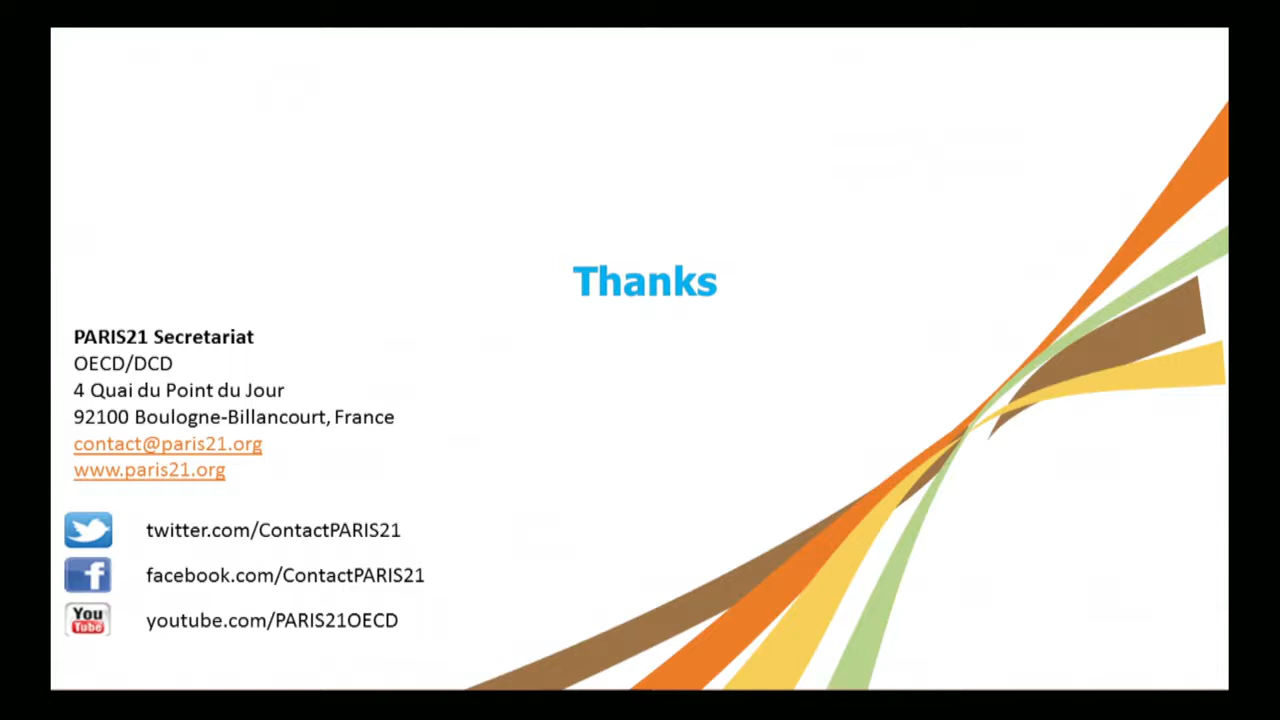 Thanks
PARIS21 Secretariat
OECD/DCD
4 Quai du Point du Jour
92100 Boulogne-Billancourt, France
contact@paris21.org
www.paris21.org
twitter.com/ContactPARIS21
facebook.com/ContactPARIS21
You
Tube
youtube.com/PARIS21OECD